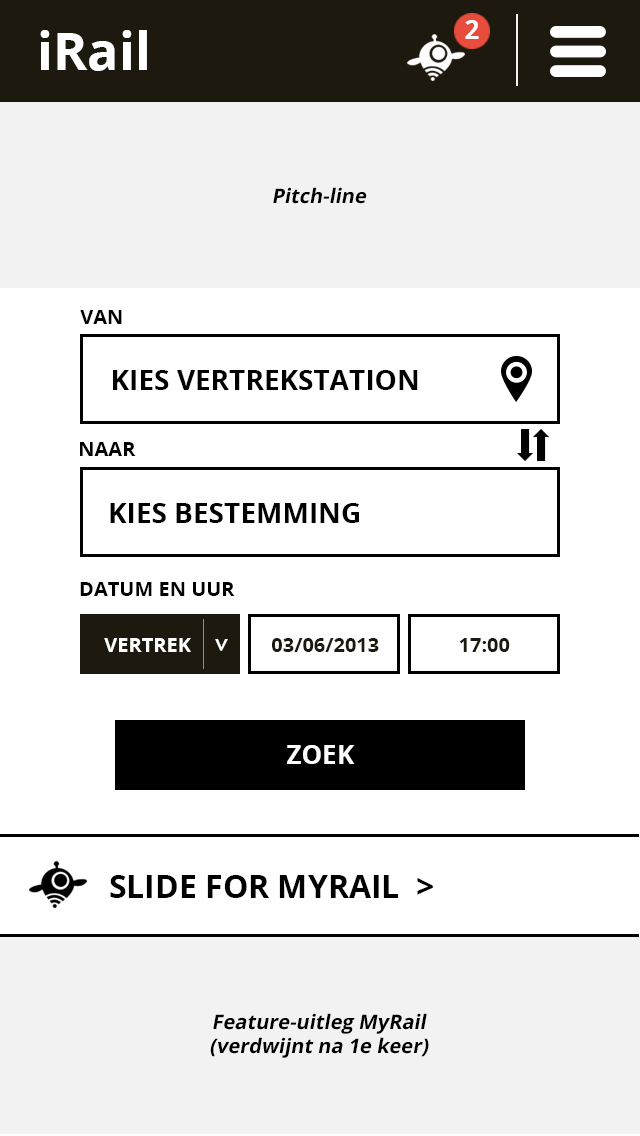 iRail
2
Pitch-line
VAN
KIES VERTREKSTATION
NAAR
KIES BESTEMMING
DATUM EN UUR
VERTREK V 03/06/2013 17:00
ZOEK
SLIDE FOR MYRAIL >
Feature-uitleg MyRail
(verdwijnt na 1e keer)